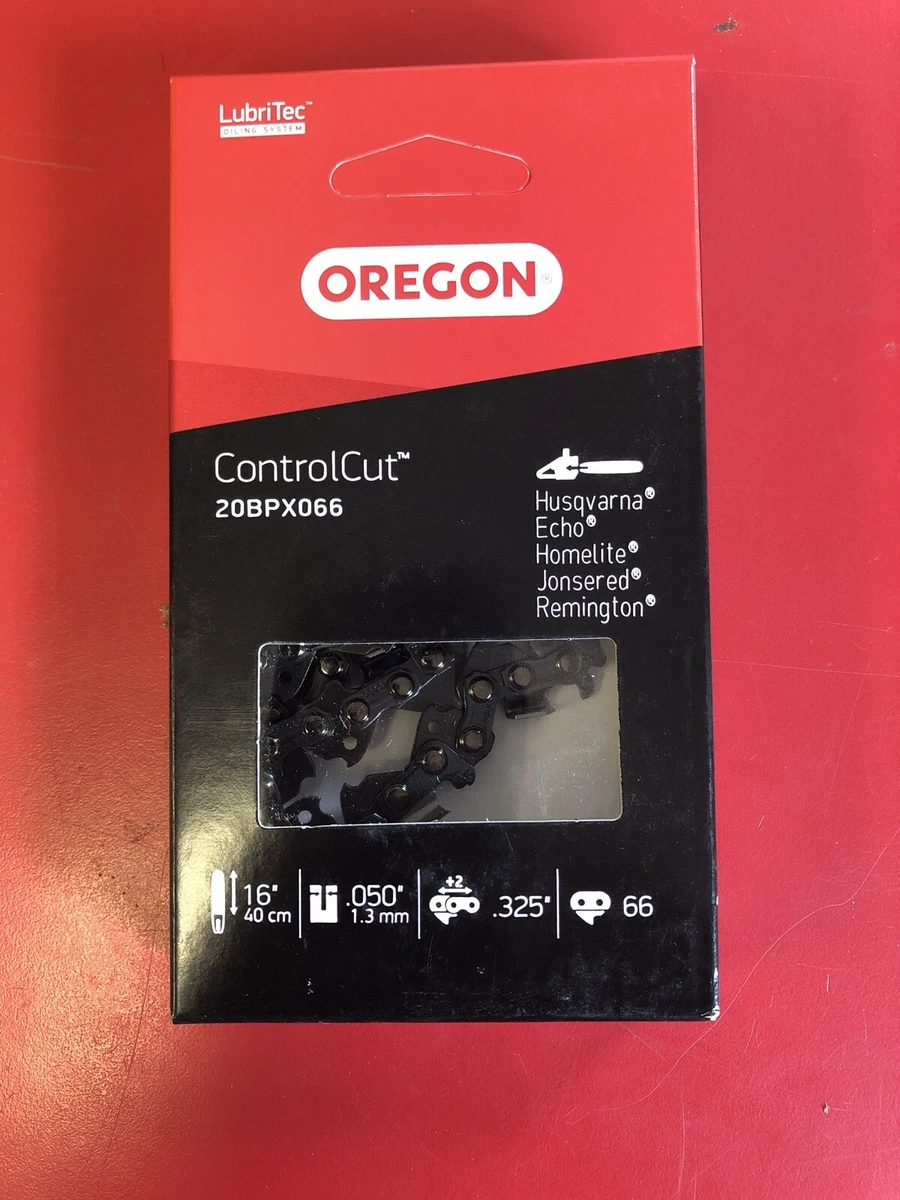 LubriTec™
OILING SYSTEM
OREGON®
ControlCut™
20BPX066
Husqvarna®
Echo®
Homelite®
Jonsered®
Remington®
16"
40 cm
.050"
1.3 mm
+2
.325"
66